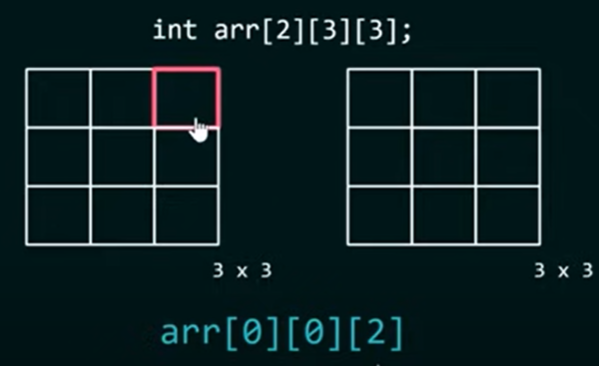 int arr[2][3][3];
3 x 3
3 x 3
arr[0][0][2]